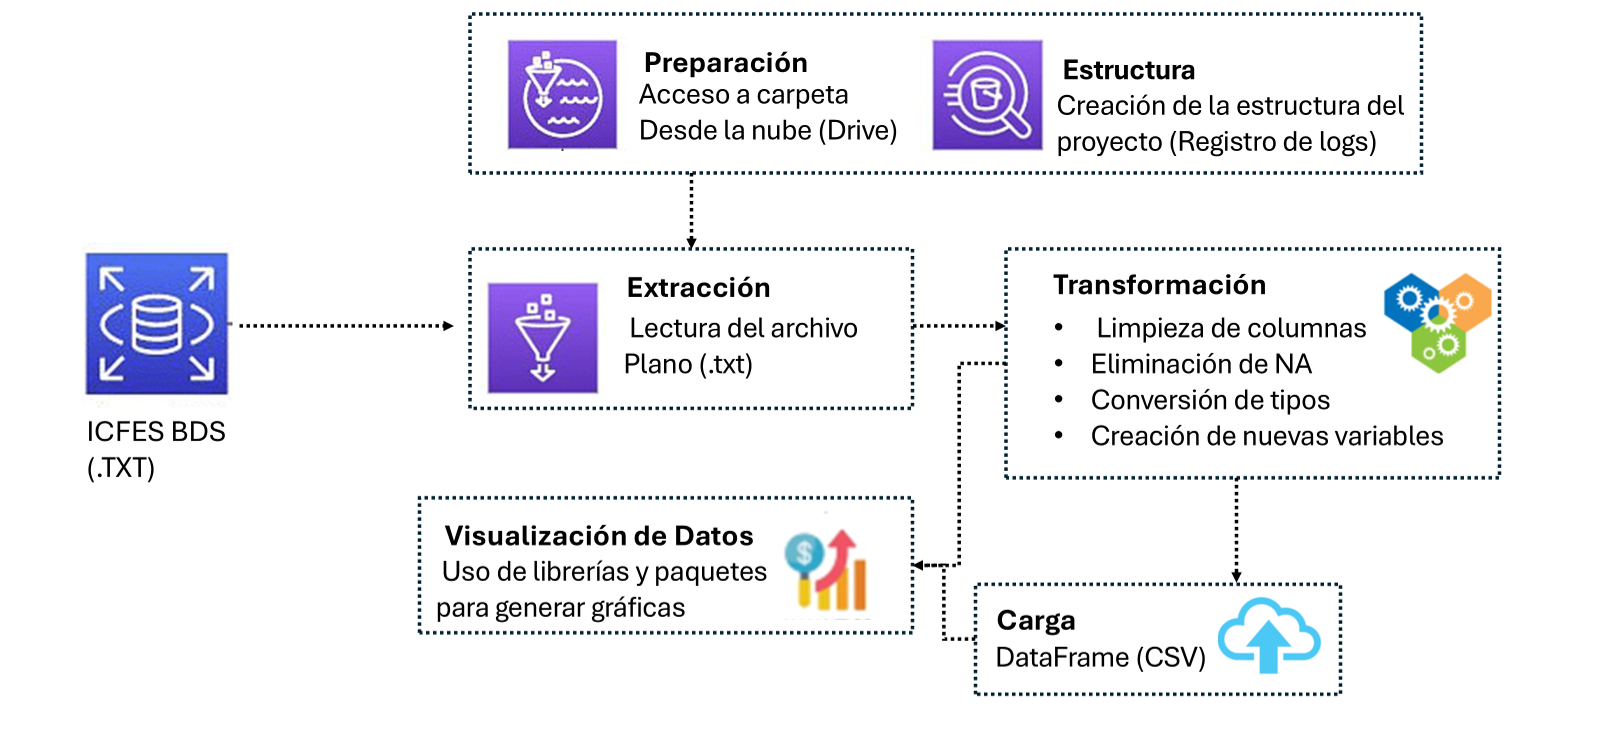 Preparación
Acceso a carpeta
Desde la nube (Drive)
Estructura
Creación de la estructura del
proyecto (Registro de logs)
ICFES BDS
(.TXT)
Extracción
Lectura del archivo
Plano (.txt)
Transformación
• Limpieza de columnas
• Eliminación de NA
• Conversión de tipos
• Creación de nuevas variables
Visualización de Datos
Uso de librerías y paquetes
para generar gráficas
$
Carga
DataFrame (CSV)